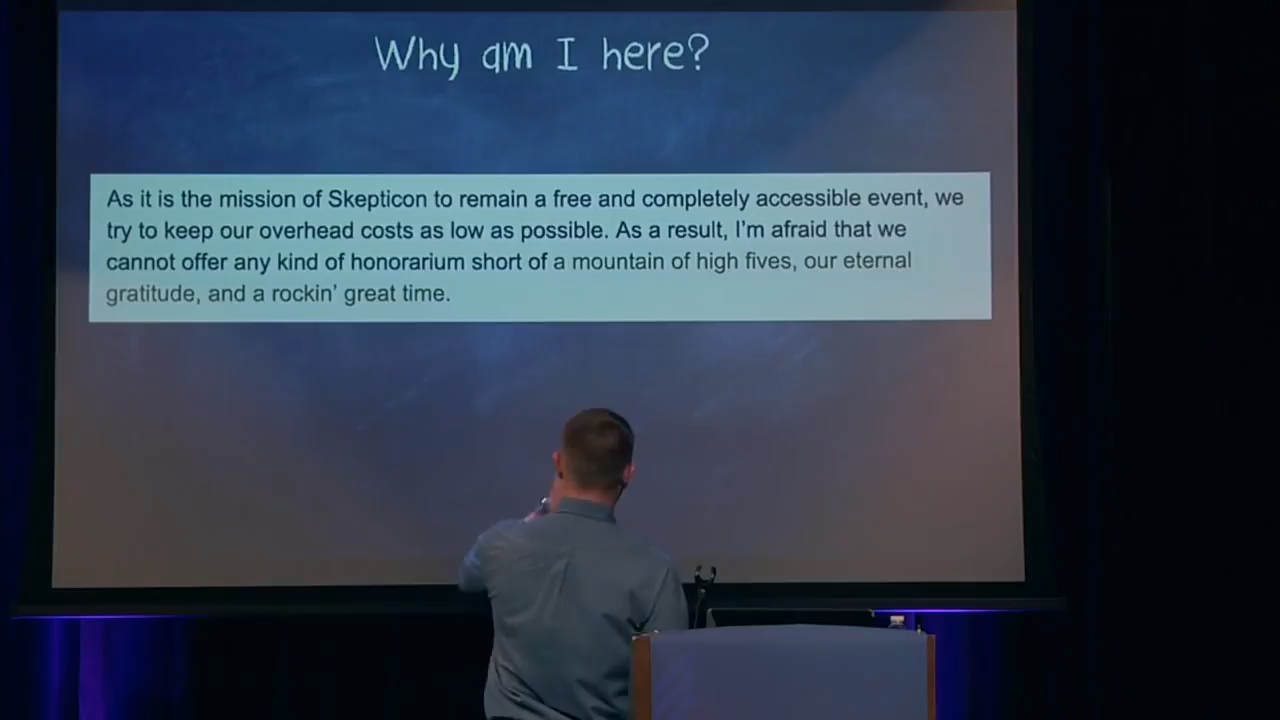 Why am I here?
As it is the mission of Skepticon to remain a free and completely accessible event, we
try to keep our overhead costs as low as possible. As a result, I'm afraid that we
cannot offer any kind of honorarium short of a mountain of high fives, our eternal
gratitude, and a rockin' great time.